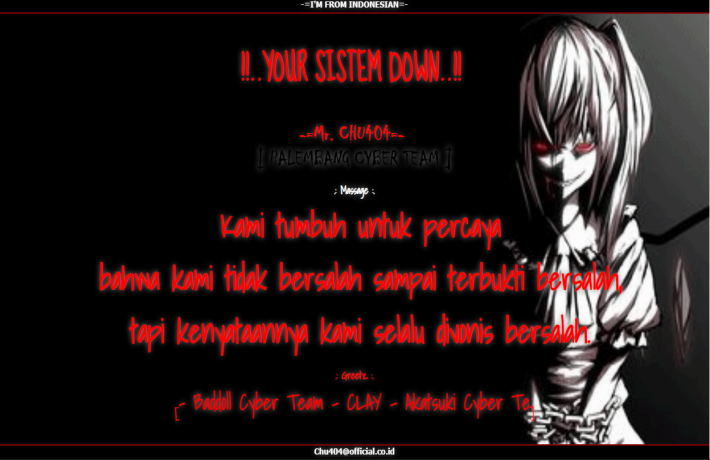 -=I'M FROM INDONESIAN=-
!!..YOUR SISTEM DOWN..!!
-=Mr. CHU404=-
[ PALEMBANG CYBER TEAM ]
: Massage :
Kami tumbuh untuk percaya
bahwa kami tidak bersalah sampai terbukti bersalah,
tapi kenyataannya kami selalu divonis bersalah.
: Greetz :
[- Baddoll Cyber Team - CLAY - Akatsuki Cyber Te]
Chu404@official.co.id